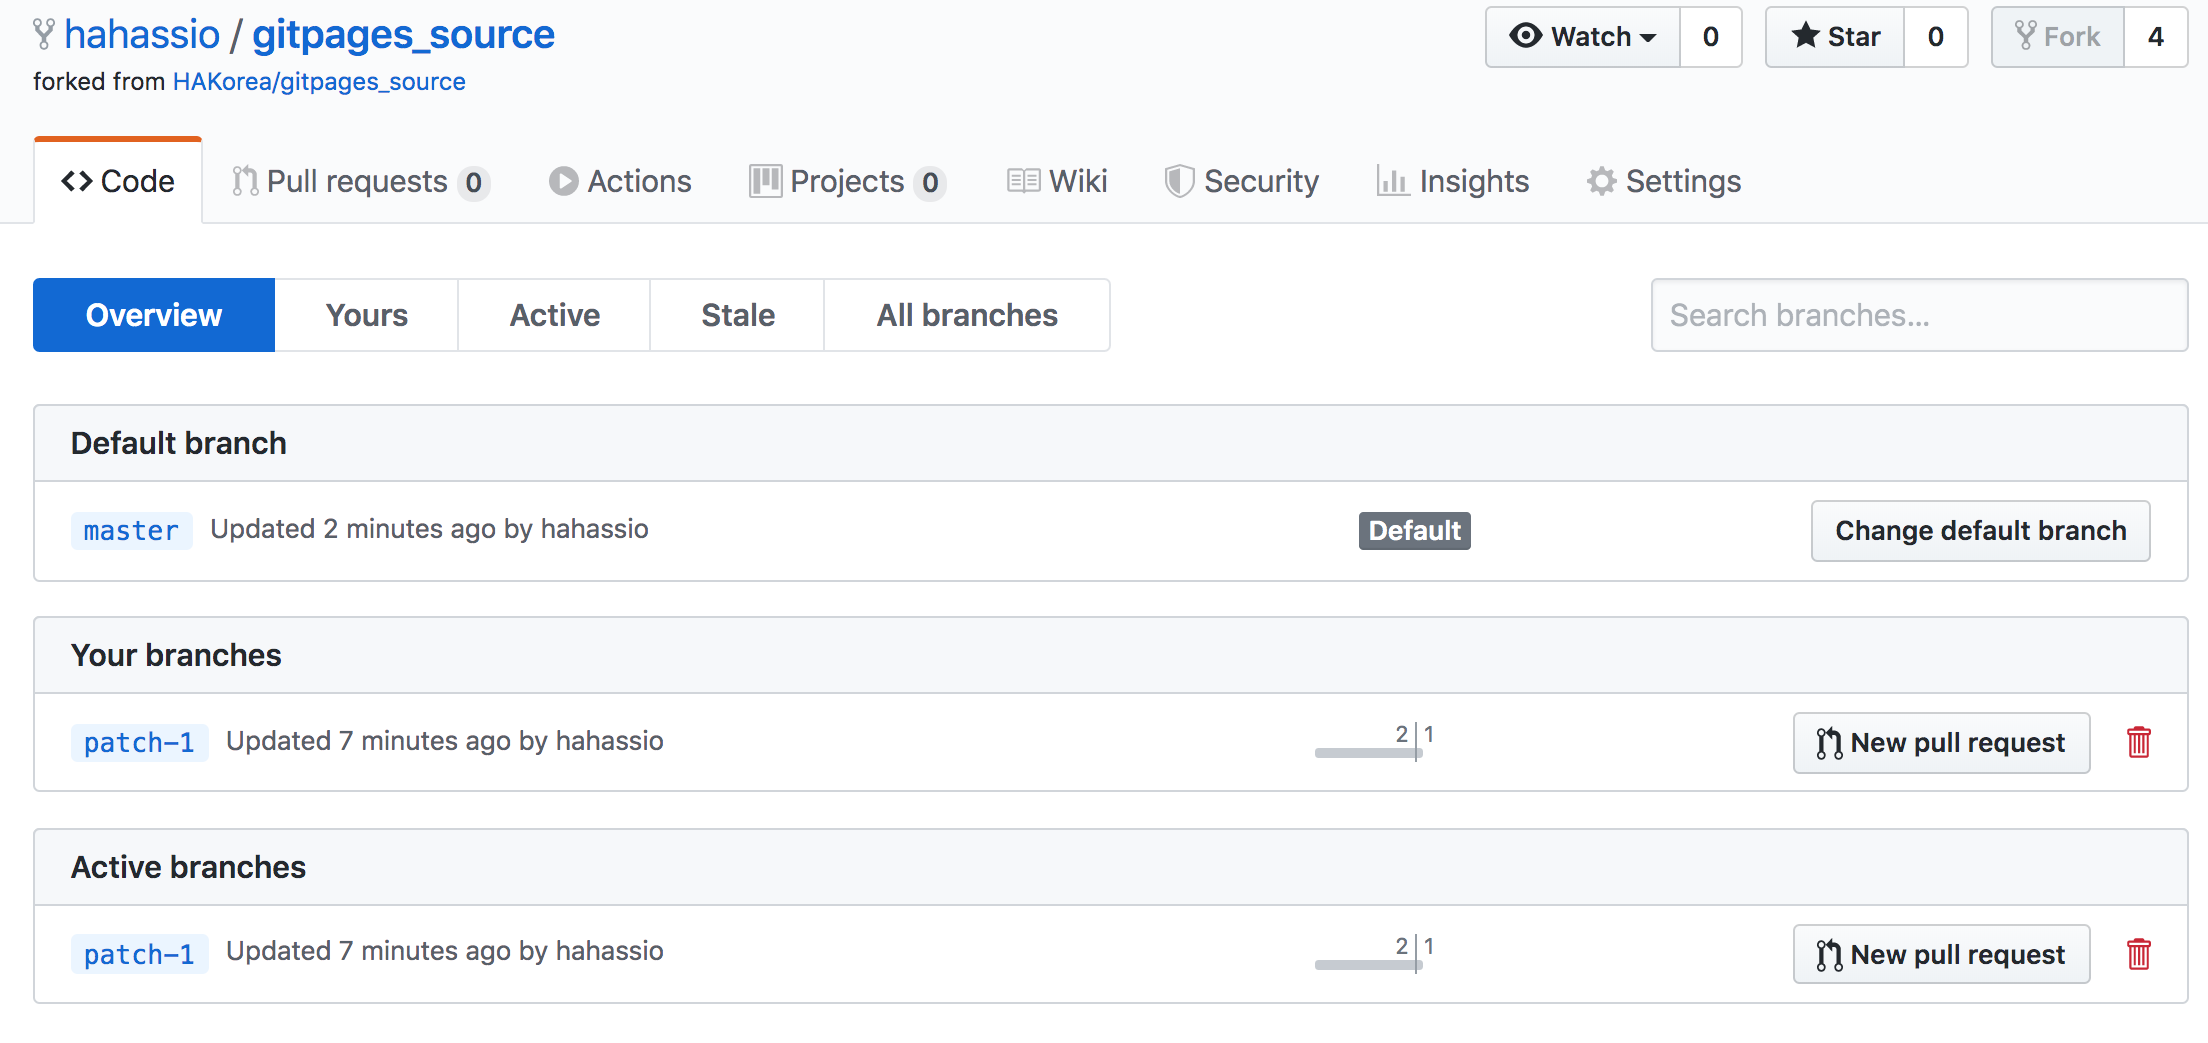 hahassio / gitpages_source
Watch 0 Star 0 Fork 4
forked from HAKorea/gitpages_source
Code Pull requests 0 Actions Projects 0 Wiki Security Insights Settings
Overview Yours Active Stale All branches Search branches...
Default branch
master Updated 2 minutes ago by hahassio Default Change default branch
Your branches
patch-1 Updated 7 minutes ago by hahassio 2 1 New pull request
Active branches
patch-1 Updated 7 minutes ago by hahassio 2 1 New pull request